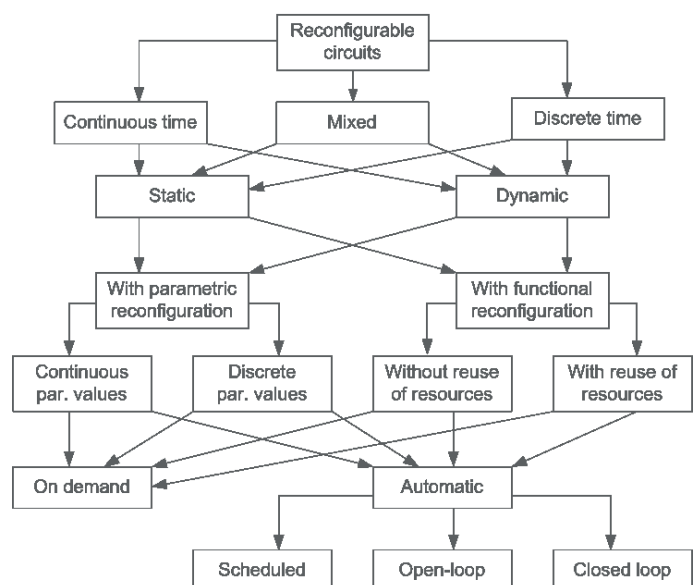 Reconfigurable
circuits
Continuous time
Mixed
Discrete time
Static
Dynamic
With parametric
reconfiguration
With functional
reconfiguration
Continuous
par. values
Discrete
par. values
Without reuse
of resources
With reuse of
resources
On demand
Automatic
Scheduled
Open-loop
Closed loop